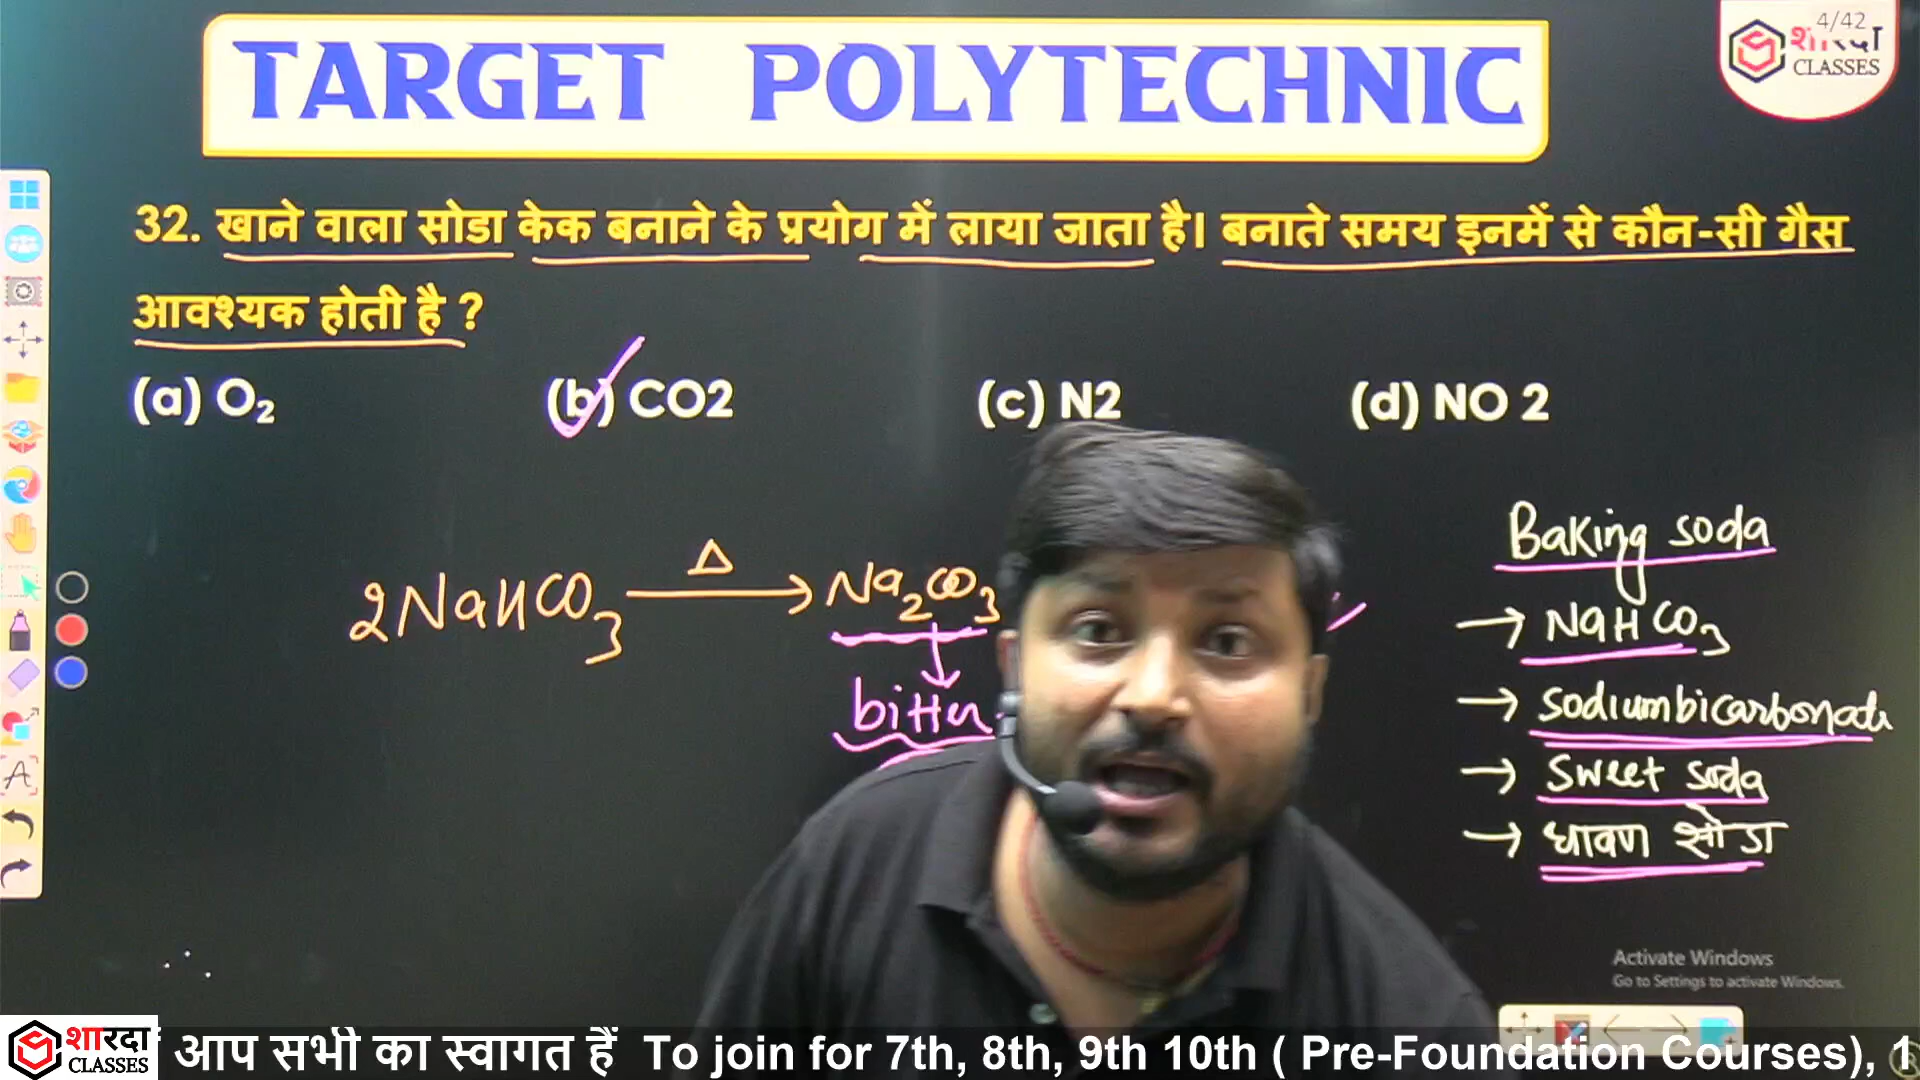 TARGET POLYTECHNIC
4/42
शारदा
CLASSES
32. खाने वाला सोडा केक बनाने के प्रयोग में लाया जाता है। बनाते समय इनमें से कौन-सी गैस
आवश्यक होती है ?
(a) O₂ (b) CO2 (c) N2 (d) NO 2
2NaHCO₃ —Δ→ Na₂CO₃
bitter
Baking soda
→ NaHCO₃
→ sodiumbicarbonate
→ sweet soda
→ धावण सोडा
Activate Windows
Go to Settings to activate Windows.
शारदा
CLASSES
आप सभी का स्वागत हैं To join for 7th, 8th, 9th 10th ( Pre-Foundation Courses), 1